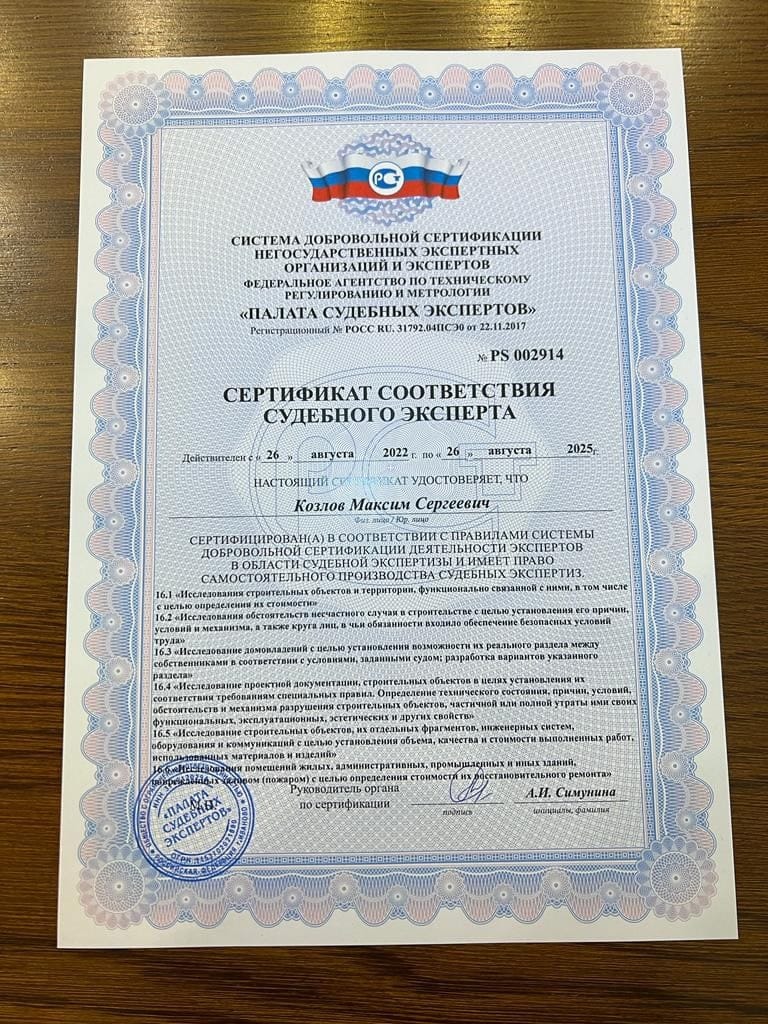 РСТ
СИСТЕМА ДОБРОВОЛЬНОЙ СЕРТИФИКАЦИИ
НЕГОСУДАРСТВЕННЫХ ЭКСПЕРТНЫХ
ОРГАНИЗАЦИЙ И ЭКСПЕРТОВ
ФЕДЕРАЛЬНОЕ АГЕНТСТВО ПО ТЕХНИЧЕСКОМУ
РЕГУЛИРОВАНИЮ И МЕТРОЛОГИИ
«ПАЛАТА СУДЕБНЫХ ЭКСПЕРТОВ»
Регистрационный № РОСС RU. 31792.04ПСЭ0 от 22.11.2017
№ PS 002914
СЕРТИФИКАТ СООТВЕТСТВИЯ
СУДЕБНОГО ЭКСПЕРТА
Действителен с « 26 » августа 2022 г. по « 26 » августа 2025г.
НАСТОЯЩИЙ СЕРТИФИКАТ УДОСТОВЕРЯЕТ, ЧТО
Козлов Максим Сергеевич
Физ. лицо / Юр. лицо
СЕРТИФИЦИРОВАН(А) В СООТВЕТСТВИИ С ПРАВИЛАМИ СИСТЕМЫ
ДОБРОВОЛЬНОЙ СЕРТИФИКАЦИИ ДЕЯТЕЛЬНОСТИ ЭКСПЕРТОВ
В ОБЛАСТИ СУДЕБНОЙ ЭКСПЕРТИЗЫ И ИМЕЕТ ПРАВО
САМОСТОЯТЕЛЬНОГО ПРОИЗВОДСТВА СУДЕБНЫХ ЭКСПЕРТИЗ.
16.1 «Исследования строительных объектов и территории, функционально связанной с ними, в том числе
с целью определения их стоимости»
16.2 «Исследования обстоятельств несчастного случая в строительстве с целью установления его причин,
условий и механизма, а также круга лиц, в чьи обязанности входило обеспечение безопасных условий
труда»
16.3 «Исследование домовладений с целью установления возможности их реального раздела между
собственниками в соответствии с условиями, заданными судом; разработка вариантов указанного
раздела»
16.4 «Исследование проектной документации, строительных объектов в целях установления их
соответствия требованиям специальных правил. Определение технического состояния, причин, условий,
обстоятельств и механизма разрушения строительных объектов, частичной или полной утраты ими своих
функциональных, эксплуатационных, эстетических и других свойств»
16.5 «Исследование строительных объектов, их отдельных фрагментов, инженерных систем,
оборудования и коммуникаций с целью установления объема, качества и стоимости выполненных работ,
использованных материалов и изделий»
16.6 «Исследования помещений жилых, административных, промышленных и иных зданий,
поврежденных заливом (пожаром) с целью определения стоимости их восстановительного ремонта»
Руководитель органа
по сертификации
подпись
А.И. Симунина
инициалы, фамилия
«ПАЛАТА
СУДЕБНЫХ
ЭКСПЕРТОВ»